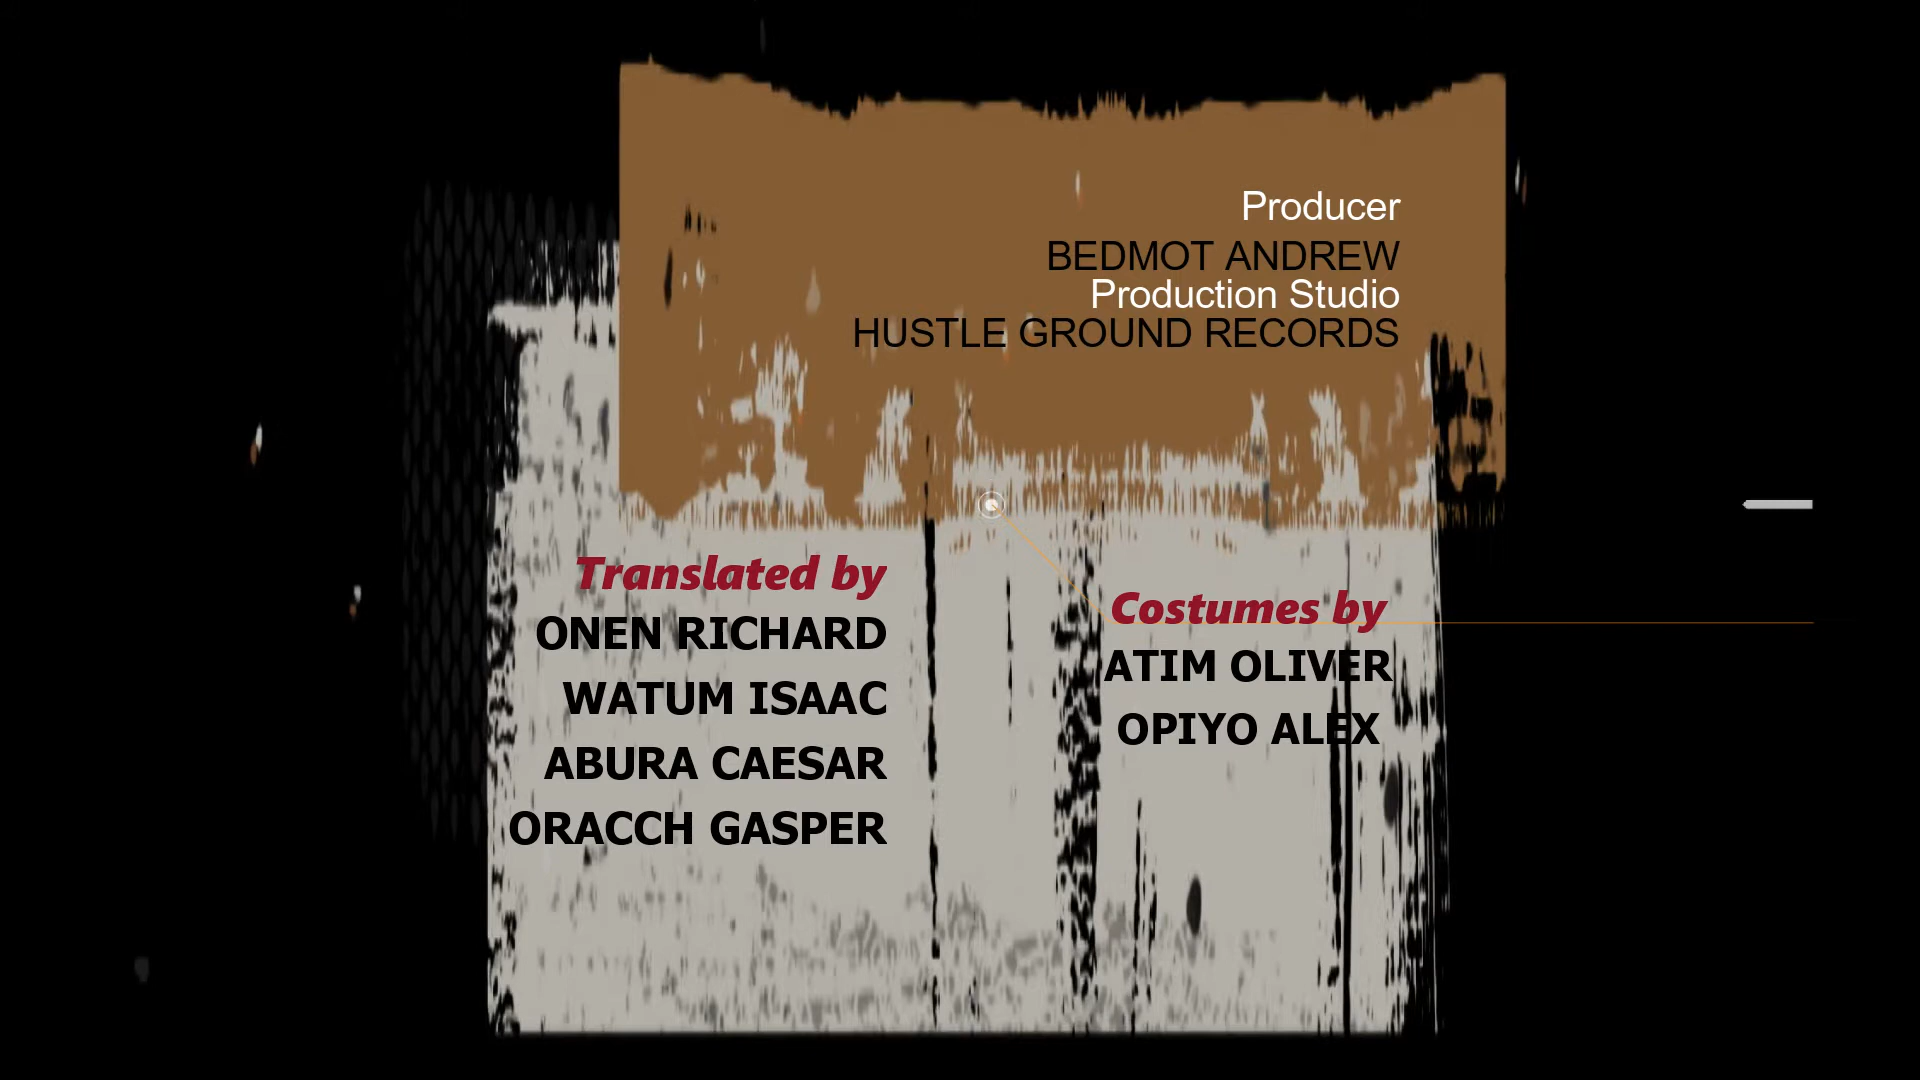 Producer
BEDMOT ANDREW
Production Studio
HUSTLE GROUND RECORDS
Translated by
ONEN RICHARD
WATUM ISAAC
ABURA CAESAR
ORACCH GASPER
Costumes by
ATIM OLIVER
OPIYO ALEX